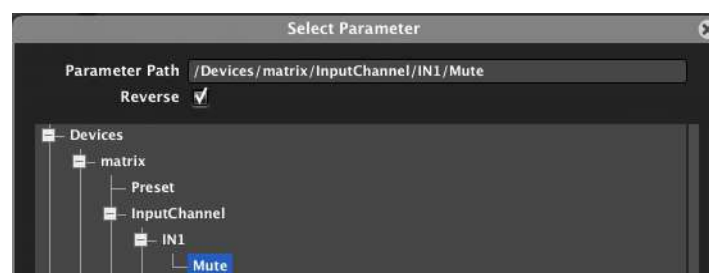 Select Parameter
Parameter Path /Devices/matrix/InputChannel/IN1/Mute
Reverse
Devices
matrix
Preset
InputChannel
IN1
Mute